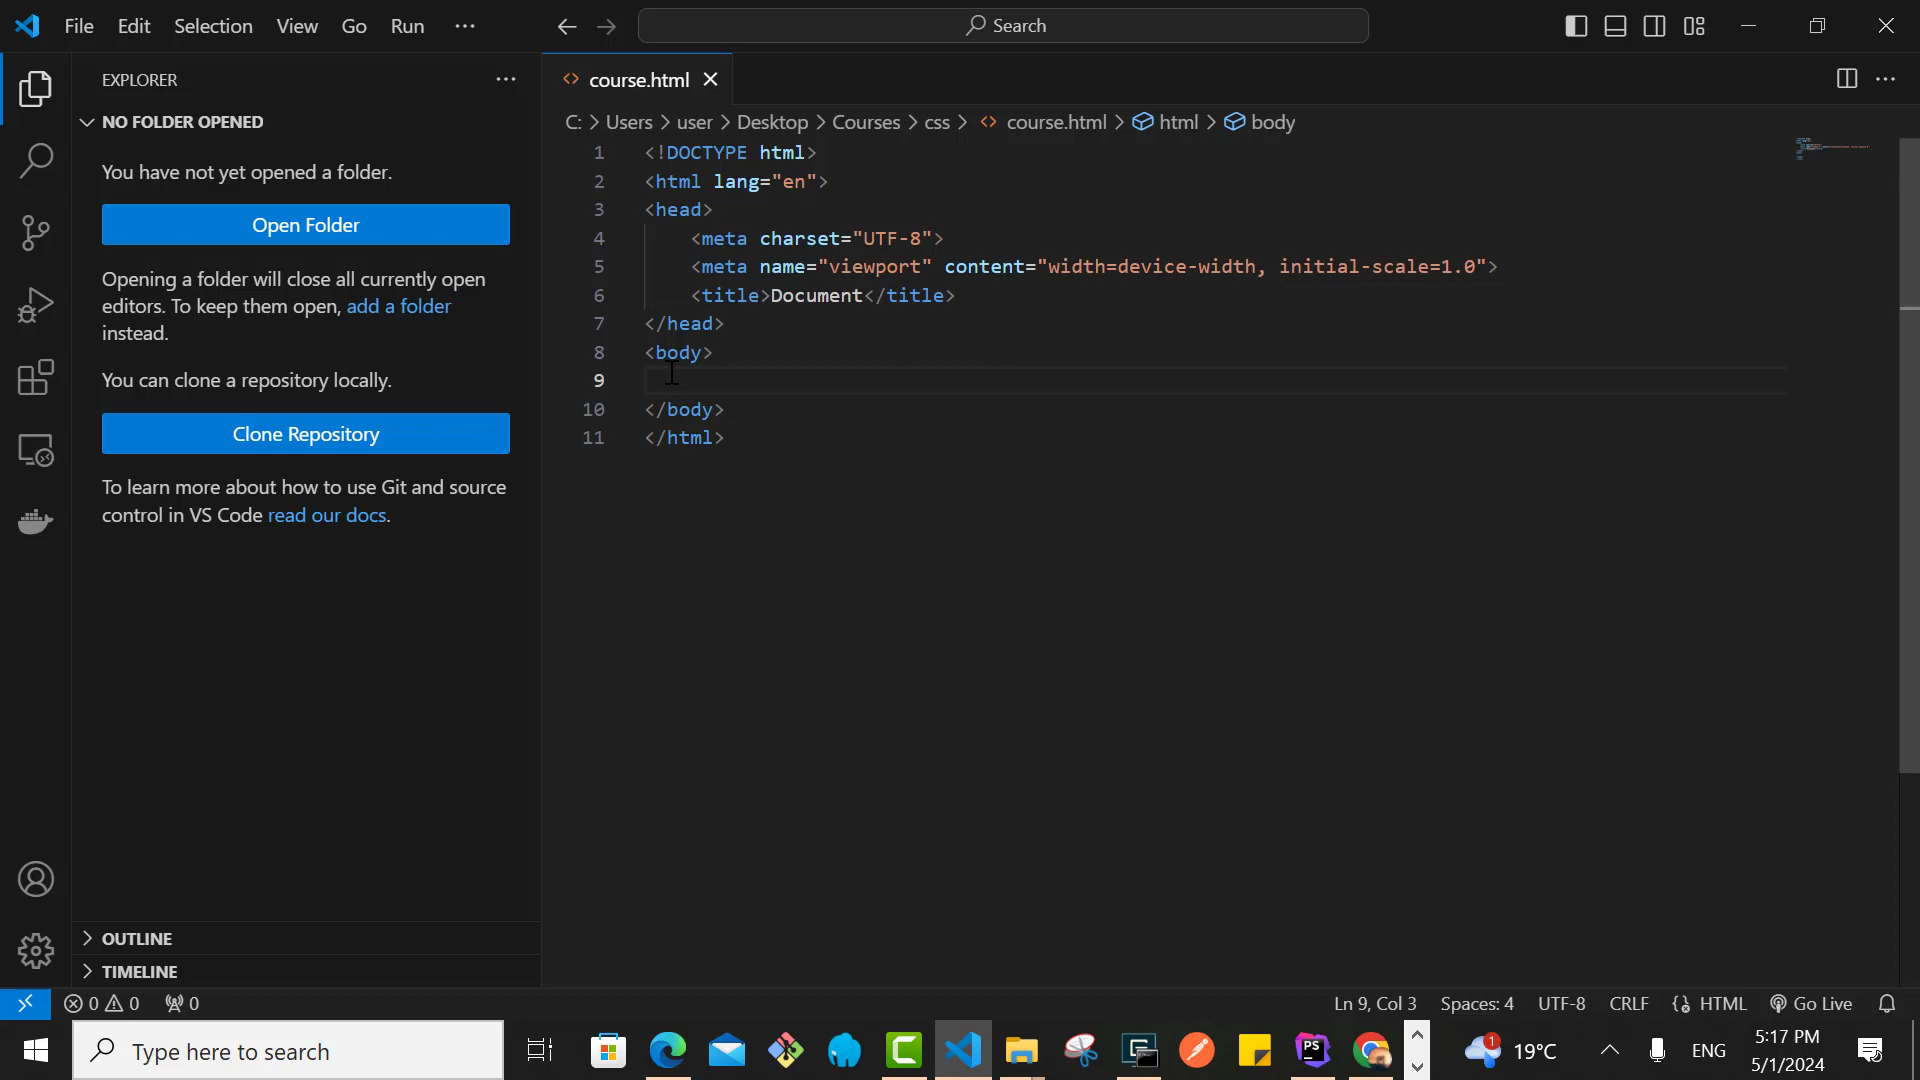 File Edit Selection View Go Run ···
Search
EXPLORER
NO FOLDER OPENED
You have not yet opened a folder.
Open Folder
Opening a folder will close all currently open
editors. To keep them open, add a folder
instead.
You can clone a repository locally.
Clone Repository
To learn more about how to use Git and source
control in VS Code read our docs.
OUTLINE
TIMELINE
course.html
C: > Users > user > Desktop > Courses > css > course.html > html > body
1 <!DOCTYPE html>
2 <html lang="en">
3 <head>
4 <meta charset="UTF-8">
5 <meta name="viewport" content="width=device-width, initial-scale=1.0">
6 <title>Document</title>
7 </head>
8 <body>
9
10 </body>
11 </html>
0 0 0
Ln 9, Col 3 Spaces: 4 UTF-8 CRLF HTML Go Live
Type here to search
PS
1
19°C
ENG
5:17 PM
5/1/2024